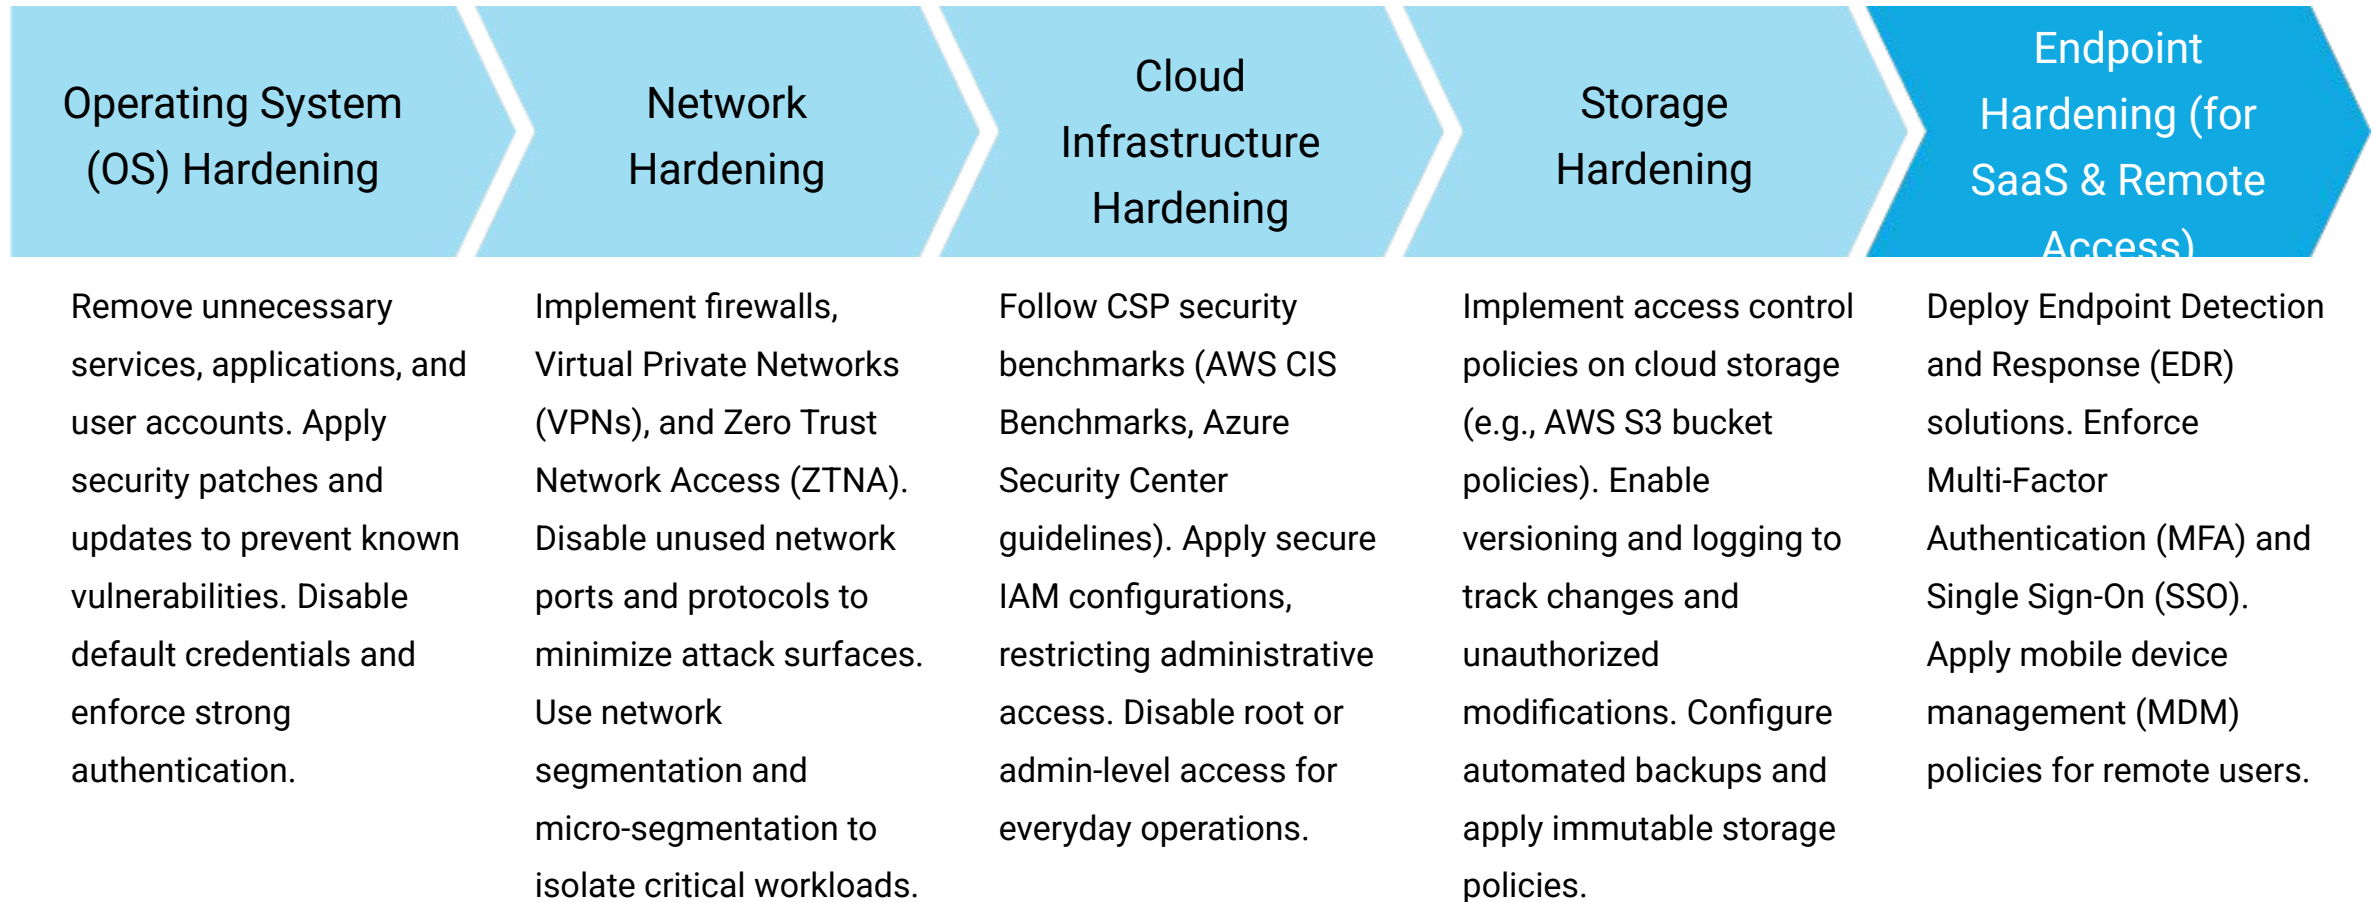 Operating System
(OS) Hardening
Network
Hardening
Cloud
Infrastructure
Hardening
Storage
Hardening
Endpoint
Hardening (for
SaaS & Remote
Access)
Remove unnecessary
services, applications, and
user accounts. Apply
security patches and
updates to prevent known
vulnerabilities. Disable
default credentials and
enforce strong
authentication.
Implement firewalls,
Virtual Private Networks
(VPNs), and Zero Trust
Network Access (ZTNA).
Disable unused network
ports and protocols to
minimize attack surfaces.
Use network
segmentation and
micro-segmentation to
isolate critical workloads.
Follow CSP security
benchmarks (AWS CIS
Benchmarks, Azure
Security Center
guidelines). Apply secure
IAM configurations,
restricting administrative
access. Disable root or
admin-level access for
everyday operations.
Implement access control
policies on cloud storage
(e.g., AWS S3 bucket
policies). Enable
versioning and logging to
track changes and
unauthorized
modifications. Configure
automated backups and
apply immutable storage
policies.
Deploy Endpoint Detection
and Response (EDR)
solutions. Enforce
Multi-Factor
Authentication (MFA) and
Single Sign-On (SSO).
Apply mobile device
management (MDM)
policies for remote users.